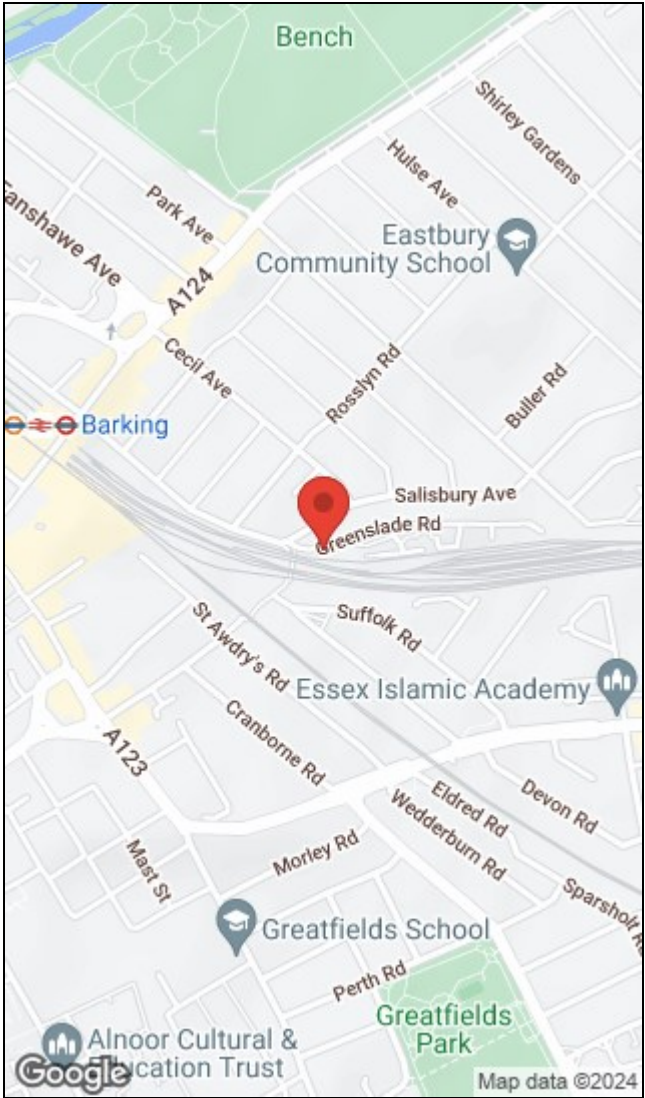 Bench
Shirley Gardens
Hulse Ave
Park Ave
Fanshawe Ave
Eastbury
Community School
A124
Cecil Ave
Rosslyn Rd
Buller Rd
Barking
Salisbury Ave
Greenslade Rd
Suffolk Rd
St Awdry's Rd
Essex Islamic Academy
Cranborne Rd
A123
Eldred Rd
Devon Rd
Wedderburn Rd
Morley Rd
Mast St
Sparsholt Rd
Greatfields School
Perth Rd
Greatfields
Park
Alnoor Cultural &
Education Trust
Google
Map data ©2024